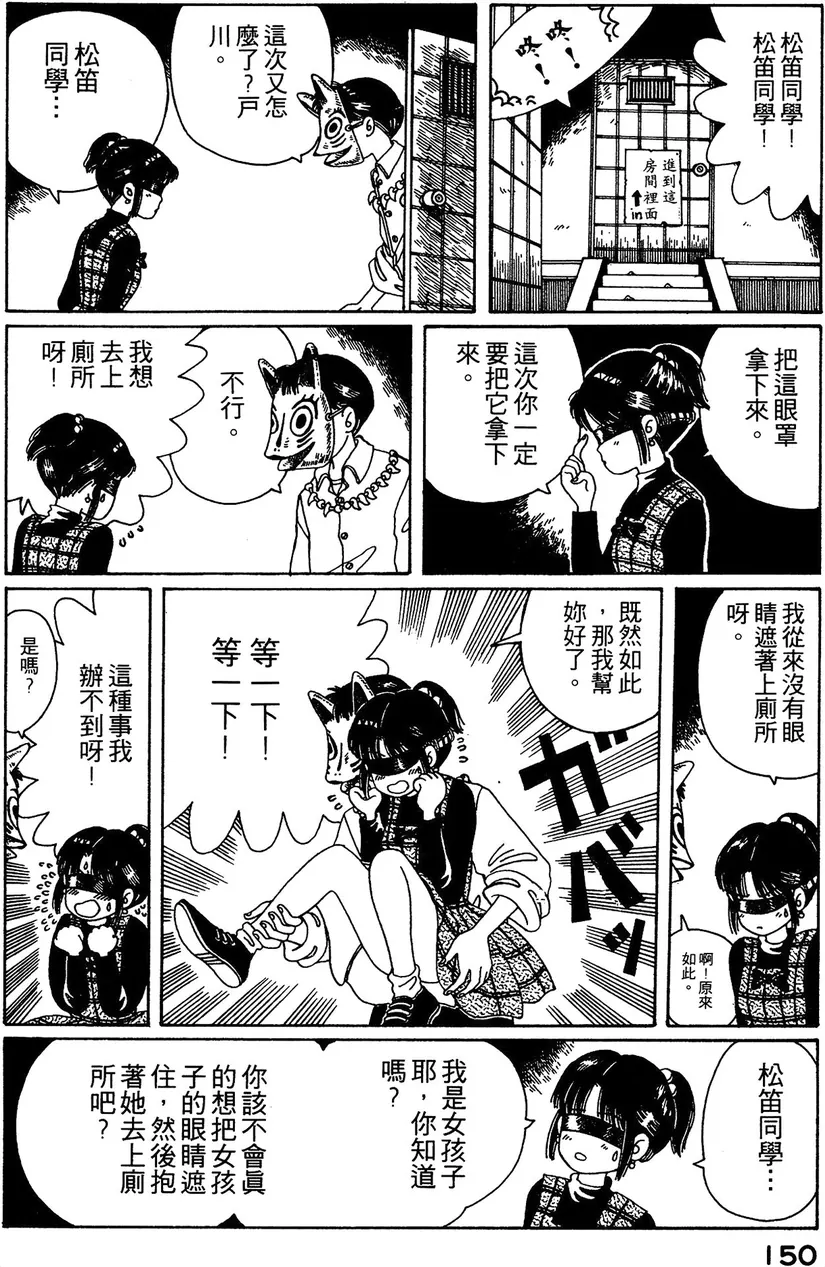 松笛同學！
松笛同學！
咚！
咚！
進到這
房間裡
面
in
這次又怎
麼了？戶
川。
松笛
同學…
把這眼罩
拿下來。
這次你一定
要把它拿下
來。
不行。
我想
去上
廁所
呀！
我從來沒有眼
睛遮著上廁所
呀。
啊！原來
如此。
既然如此
，那我幫
妳好了。
ガバッ
等一下！
等一下！
這種事我
辦不到呀！
是嗎？
松笛同學…
我是女孩子
耶，你知道
嗎？
你該不會真
的想把女孩
子的眼睛遮
住，然後抱
著她去上廁
所吧？
150